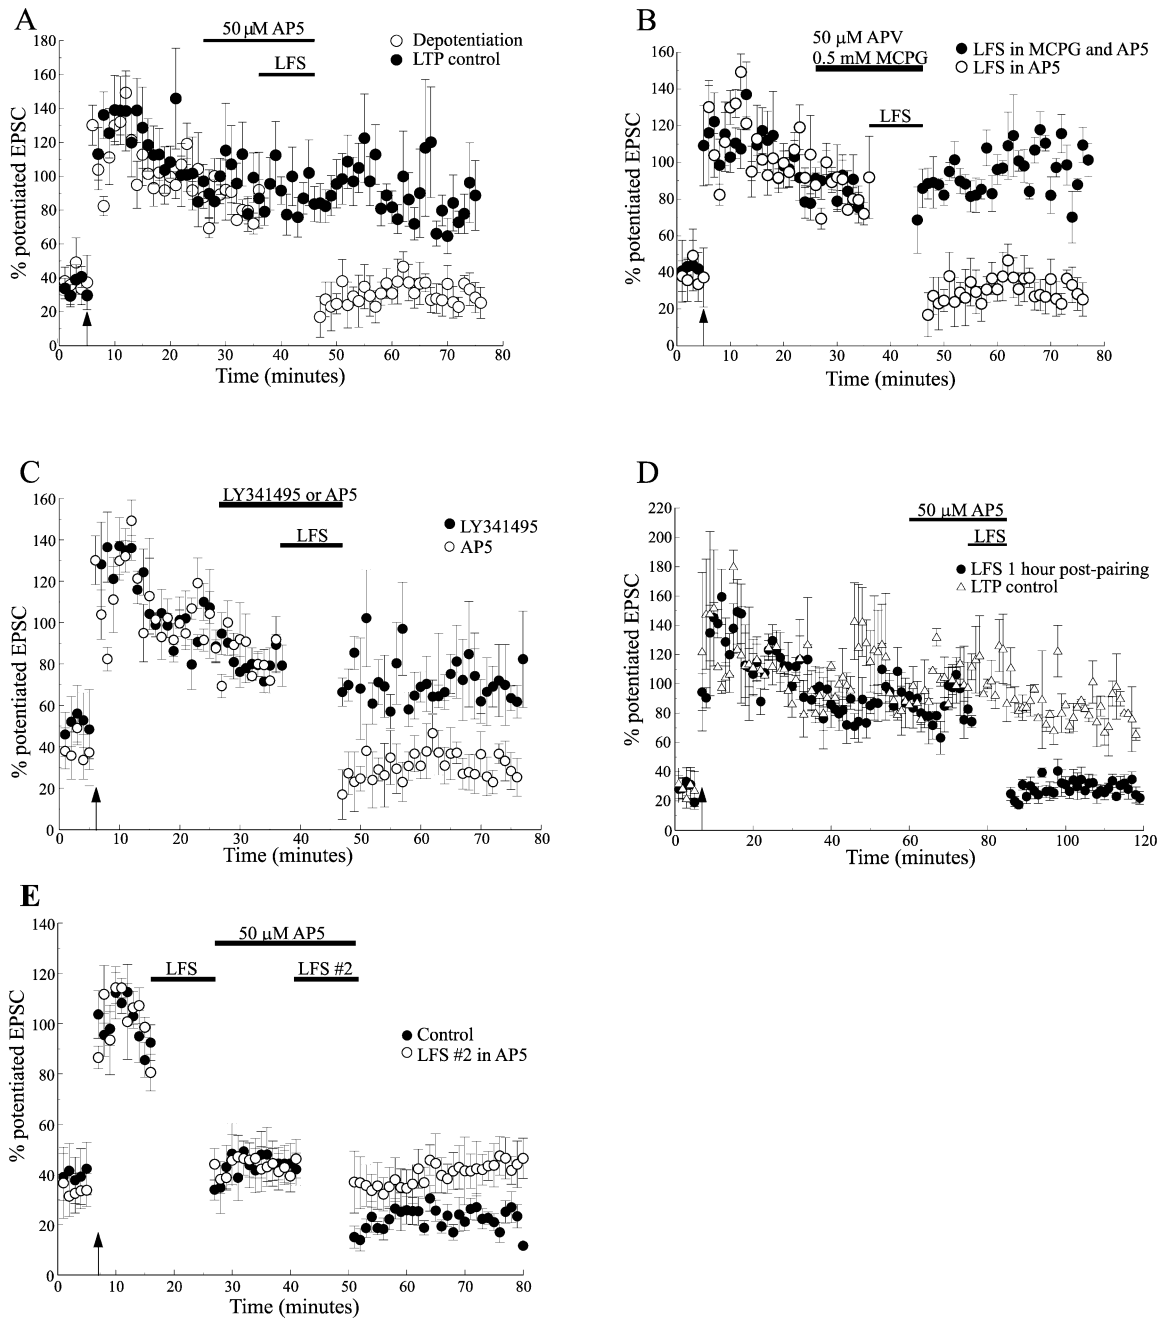 A
50 μM AP5
LFS
Depotentiation
LTP control
% potentiated EPSC
180
160
140
120
100
80
60
40
20
0
0 10 20 30 40 50 60 70 80
Time (minutes)
B
50 μM APV
0.5 mM MCPG
LFS
LFS in MCPG and AP5
LFS in AP5
% potentiated EPSC
160
140
120
100
80
60
40
20
0
0 10 20 30 40 50 60 70 80
Time (minutes)
C
LY341495 or AP5
LFS
LY341495
AP5
% potentiated EPSC
160
140
120
100
80
60
40
20
0
0 10 20 30 40 50 60 70 80
Time (minutes)
D
50 μM AP5
LFS
LFS 1 hour post-pairing
LTP control
% potentiated EPSC
220
200
180
160
140
120
100
80
60
40
20
0
0 20 40 60 80 100 120
Time (minutes)
E
50 μM AP5
LFS
LFS #2
Control
LFS #2 in AP5
% potentiated EPSC
140
120
100
80
60
40
20
0
0 10 20 30 40 50 60 70 80
Time (minutes)